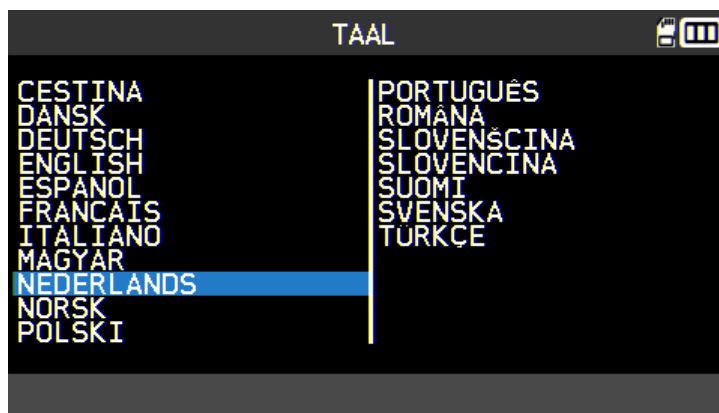 TAAL
CESTINA
DANSK
DEUTSCH
ENGLISH
ESPANOL
FRANCAIS
ITALIANO
MAGYAR
NEDERLANDS
NORSK
POLSKI
PORTUGUÊS
ROMÂNA
SLOVENŠCINA
SLOVENCINA
SUOMI
SVENSKA
TÜRKÇE